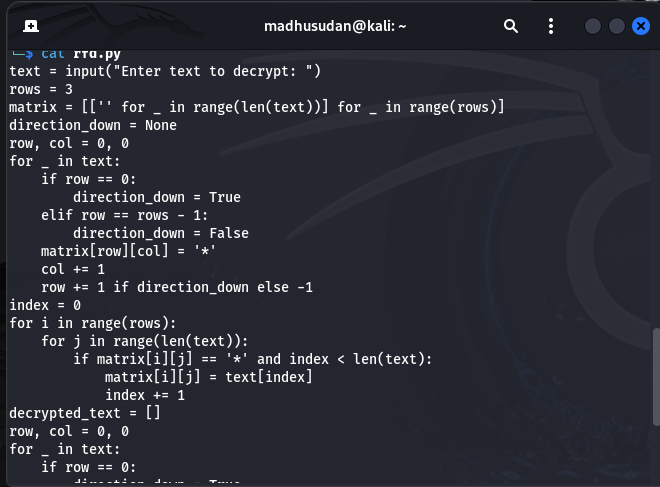 madhusudan@kali: ~
└─$ cat rfd.py
text = input("Enter text to decrypt: ")
rows = 3
matrix = [['' for _ in range(len(text))] for _ in range(rows)]
direction_down = None
row, col = 0, 0
for _ in text:
    if row == 0:
        direction_down = True
    elif row == rows - 1:
        direction_down = False
    matrix[row][col] = '*'
    col += 1
    row += 1 if direction_down else -1
index = 0
for i in range(rows):
    for j in range(len(text)):
        if matrix[i][j] == '*' and index < len(text):
            matrix[i][j] = text[index]
            index += 1
decrypted_text = []
row, col = 0, 0
for _ in text:
    if row == 0:
        direction_down = True